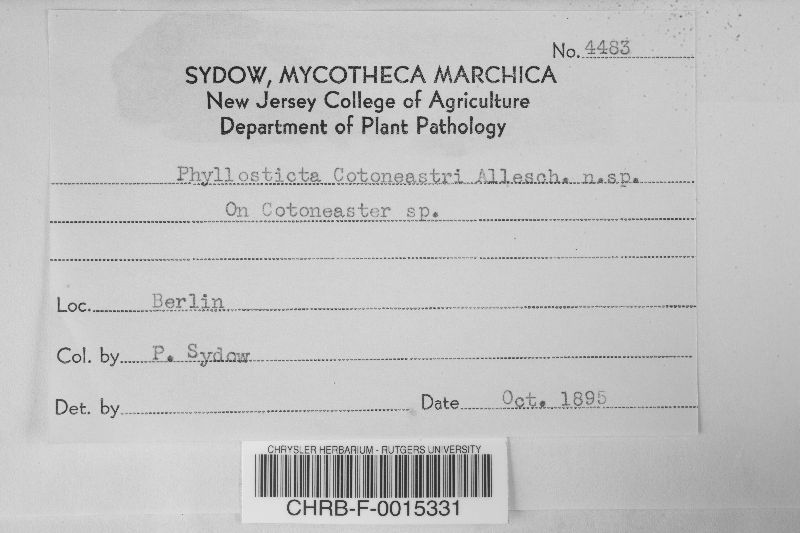 No. 4483
SYDOW, MYCOTHECA MARCHICA
New Jersey College of Agriculture
Department of Plant Pathology
Phyllosticta Cotoneastri Allesch. n.sp.
On Cotoneaster sp.
Loc. Berlin
Col. by P. Sydow
Det. by Date Oct. 1895
CHRYSLER HERBARIUM - RUTGERS UNIVERSITY
CHRB-F-0015331